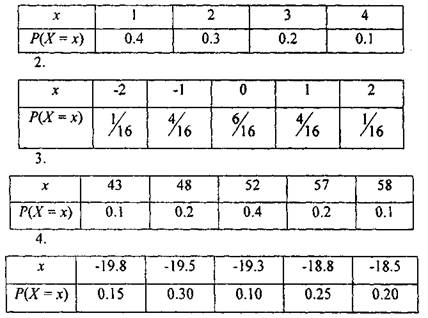 x 1 2 3 4
P(X = x) 0.4 0.3 0.2 0.1
2.
x -2 -1 0 1 2
P(X = x) 1/16 4/16 6/16 4/16 1/16
3.
x 43 48 52 57 58
P(X = x) 0.1 0.2 0.4 0.2 0.1
4.
x -19.8 -19.5 -19.3 -18.8 -18.5
P(X = x) 0.15 0.30 0.10 0.25 0.20